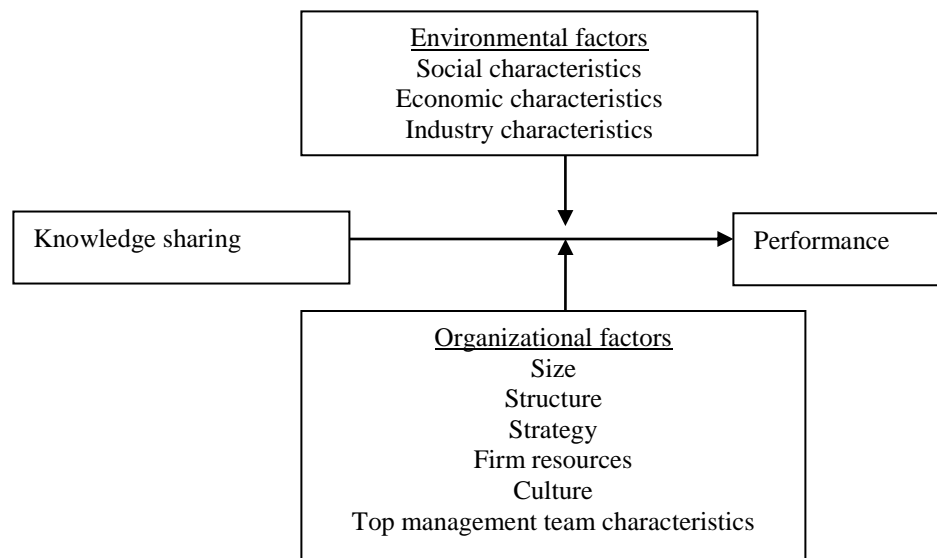 Environmental factors
Social characteristics
Economic characteristics
Industry characteristics
Knowledge sharing
Performance
Organizational factors
Size
Structure
Strategy
Firm resources
Culture
Top management team characteristics